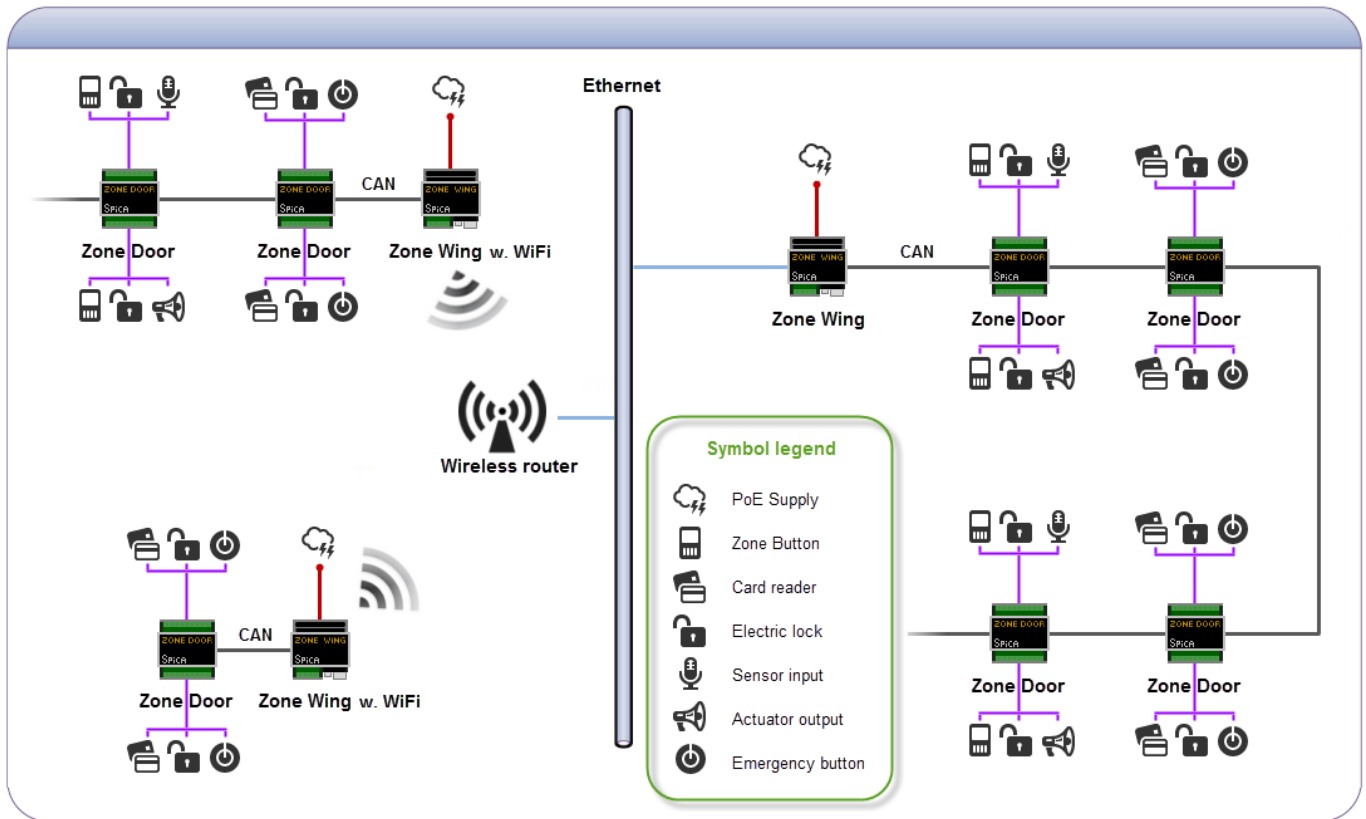 Ethernet
CAN
ZONE DOOR
SPICA
ZONE DOOR
SPICA
ZONE WING
SPICA
Zone Door
Zone Door
Zone Wing w. WiFi
CAN
ZONE WING
SPICA
ZONE DOOR
SPICA
ZONE DOOR
SPICA
Zone Wing
Zone Door
Zone Door
Wireless router
Symbol legend
PoE Supply
Zone Button
Card reader
Electric lock
Sensor input
Actuator output
Emergency button
CAN
ZONE DOOR
SPICA
ZONE WING
SPICA
Zone Door
Zone Wing w. WiFi
ZONE DOOR
SPICA
ZONE DOOR
SPICA
Zone Door
Zone Door